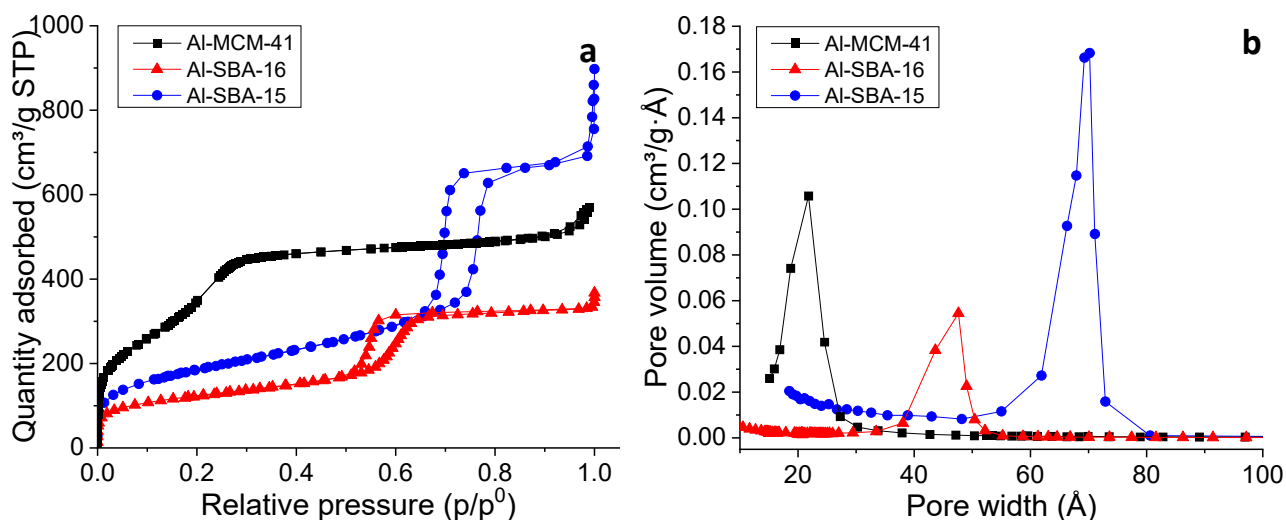 a
Al-MCM-41
Al-SBA-16
Al-SBA-15
Quantity adsorbed (cm³/g STP)
1000
800
600
400
200
0
0.0 0.2 0.4 0.6 0.8 1.0
Relative pressure (p/p⁰)
b
Al-MCM-41
Al-SBA-16
Al-SBA-15
Pore volume (cm³/g·Å)
0.18
0.16
0.14
0.12
0.10
0.08
0.06
0.04
0.02
0.00
20 40 60 80 100
Pore width (Å)